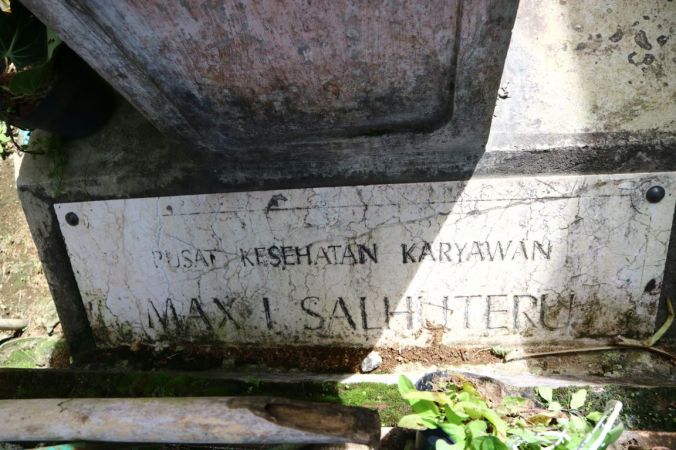 PUSAT KESEHATAN KARYAWAN
MAX I. SALHUTERU